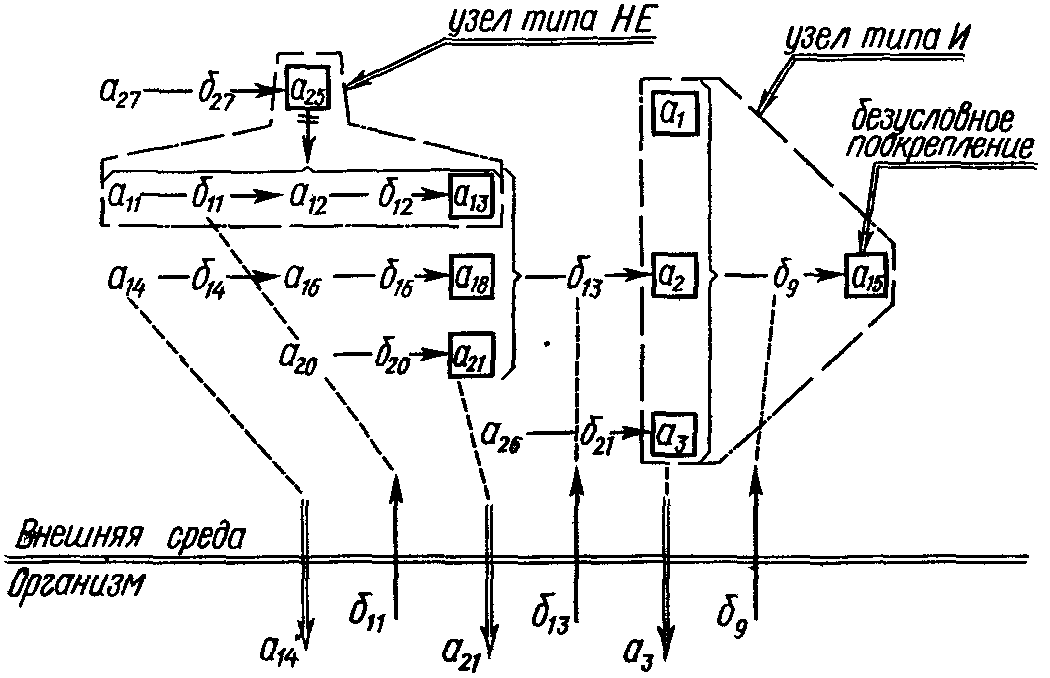 узел типа НЕ
узел типа И
безусловное
подкрепление
a27 — б27 → a25
a1
a11 — б11 → a12 — б12 → a13
a14 — б14 → a16 — б16 → a18 — б13 → a2 — б9 → a15
a20 — б20 → a21
a26 — б21 → a3
Внешняя среда
Организм
a14 б11 a21 б13 a3 б9